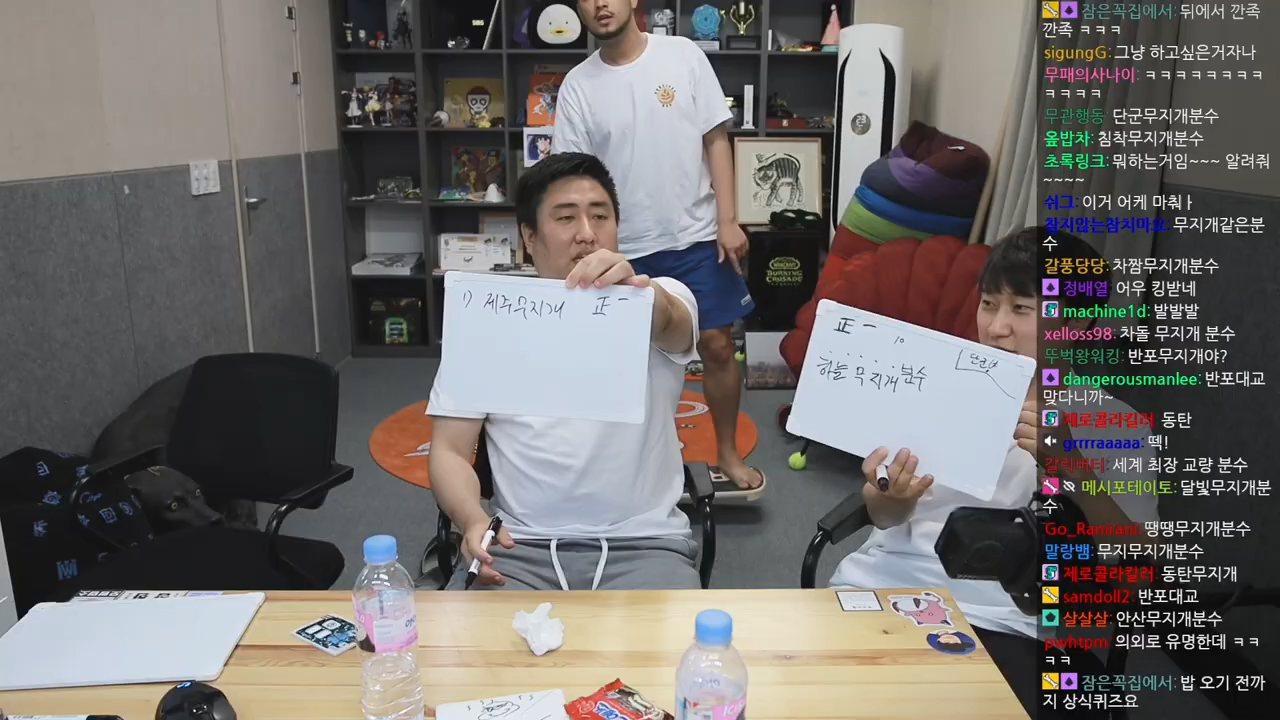 SBS
1) 제주무지개 正一
正一
10
하늘 무지개 분수
WARCRAFT
BURNING
CRUSADE
잠은꼭집에서: 뒤에서 깐족
깐족 ㅋㅋㅋ
sigungG: 그냥 하고싶은거자나
무패의사나이: ㅋㅋㅋㅋㅋㅋㅋㅋ
ㅋㅋㅋㅋ
무관행동: 단군무지개분수
옾밥차: 침착무지개분수
초록링크: 뭐하는거임~~~ 알려줘
~~~~
쉬그: 이거 어케 마춰ㅏ
참지않는참치마요: 무지개같은분
수
갈풍당당: 차짬무지개분수
정배열: 어우 킹받네
machine1d: 발발발
xelloss98: 차돌 무지개 분수
뚜벅왕워킹: 반포무지개야?
dangerousmanlee: 반포대교
맞다니까~
제로콜라킬러: 동탄
grrrraaaaa: 떽!
갈릭버터: 세계 최장 교량 분수
메시포테이토: 달빛무지개분
수
Go_Ranirani: 땡땡무지개분수
말랑뱀: 무지무지개분수
제로콜라킬러: 동탄무지개
samdoll2: 반포대교
살살살: 안산무지개분수
pwhtpm: 의외로 유명한데 ㅋㅋ
ㅋㅋ
잠은꼭집에서: 밥 오기 전까
지 상식퀴즈요